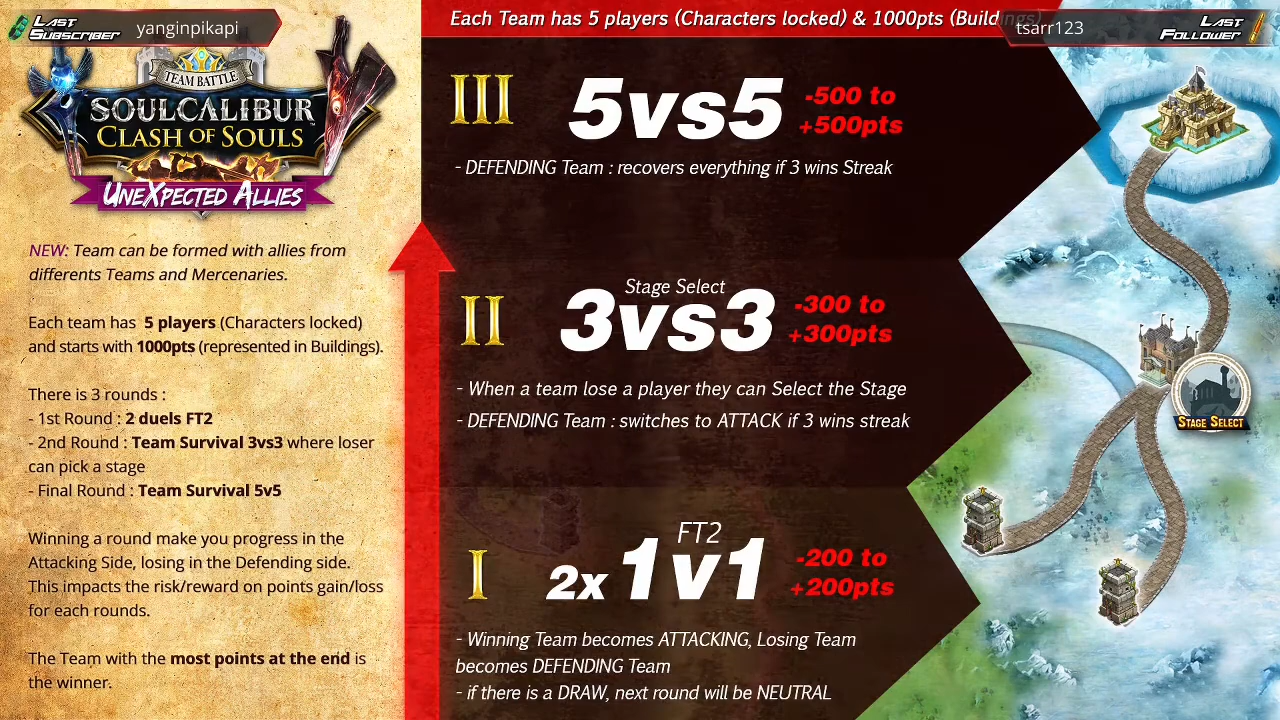 Last
Subscriber yanginpikapi
TEAM BATTLE
SOULCALIBUR
CLASH OF SOULS
UNEXPECTED ALLIES
NEW: Team can be formed with allies from
differents Teams and Mercenaries.
Each team has 5 players (Characters locked)
and starts with 1000pts (represented in Buildings).
There is 3 rounds :
- 1st Round : 2 duels FT2
- 2nd Round : Team Survival 3vs3 where loser
can pick a stage
- Final Round : Team Survival 5v5
Winning a round make you progress in the
Attacking Side, losing in the Defending side.
This impacts the risk/reward on points gain/loss
for each rounds.
The Team with the most points at the end is
the winner.
Each Team has 5 players (Characters locked) & 1000pts (Buildings)
tsarr123 Last
Follower
III 5vs5 -500 to
+500pts
- DEFENDING Team : recovers everything if 3 wins Streak
Stage Select
II 3vs3 -300 to
+300pts
- When a team lose a player they can Select the Stage
- DEFENDING Team : switches to ATTACK if 3 wins streak
FT2
I 2x 1v1 -200 to
+200pts
- Winning Team becomes ATTACKING, Losing Team
becomes DEFENDING Team
- if there is a DRAW, next round will be NEUTRAL
STAGE SELECT